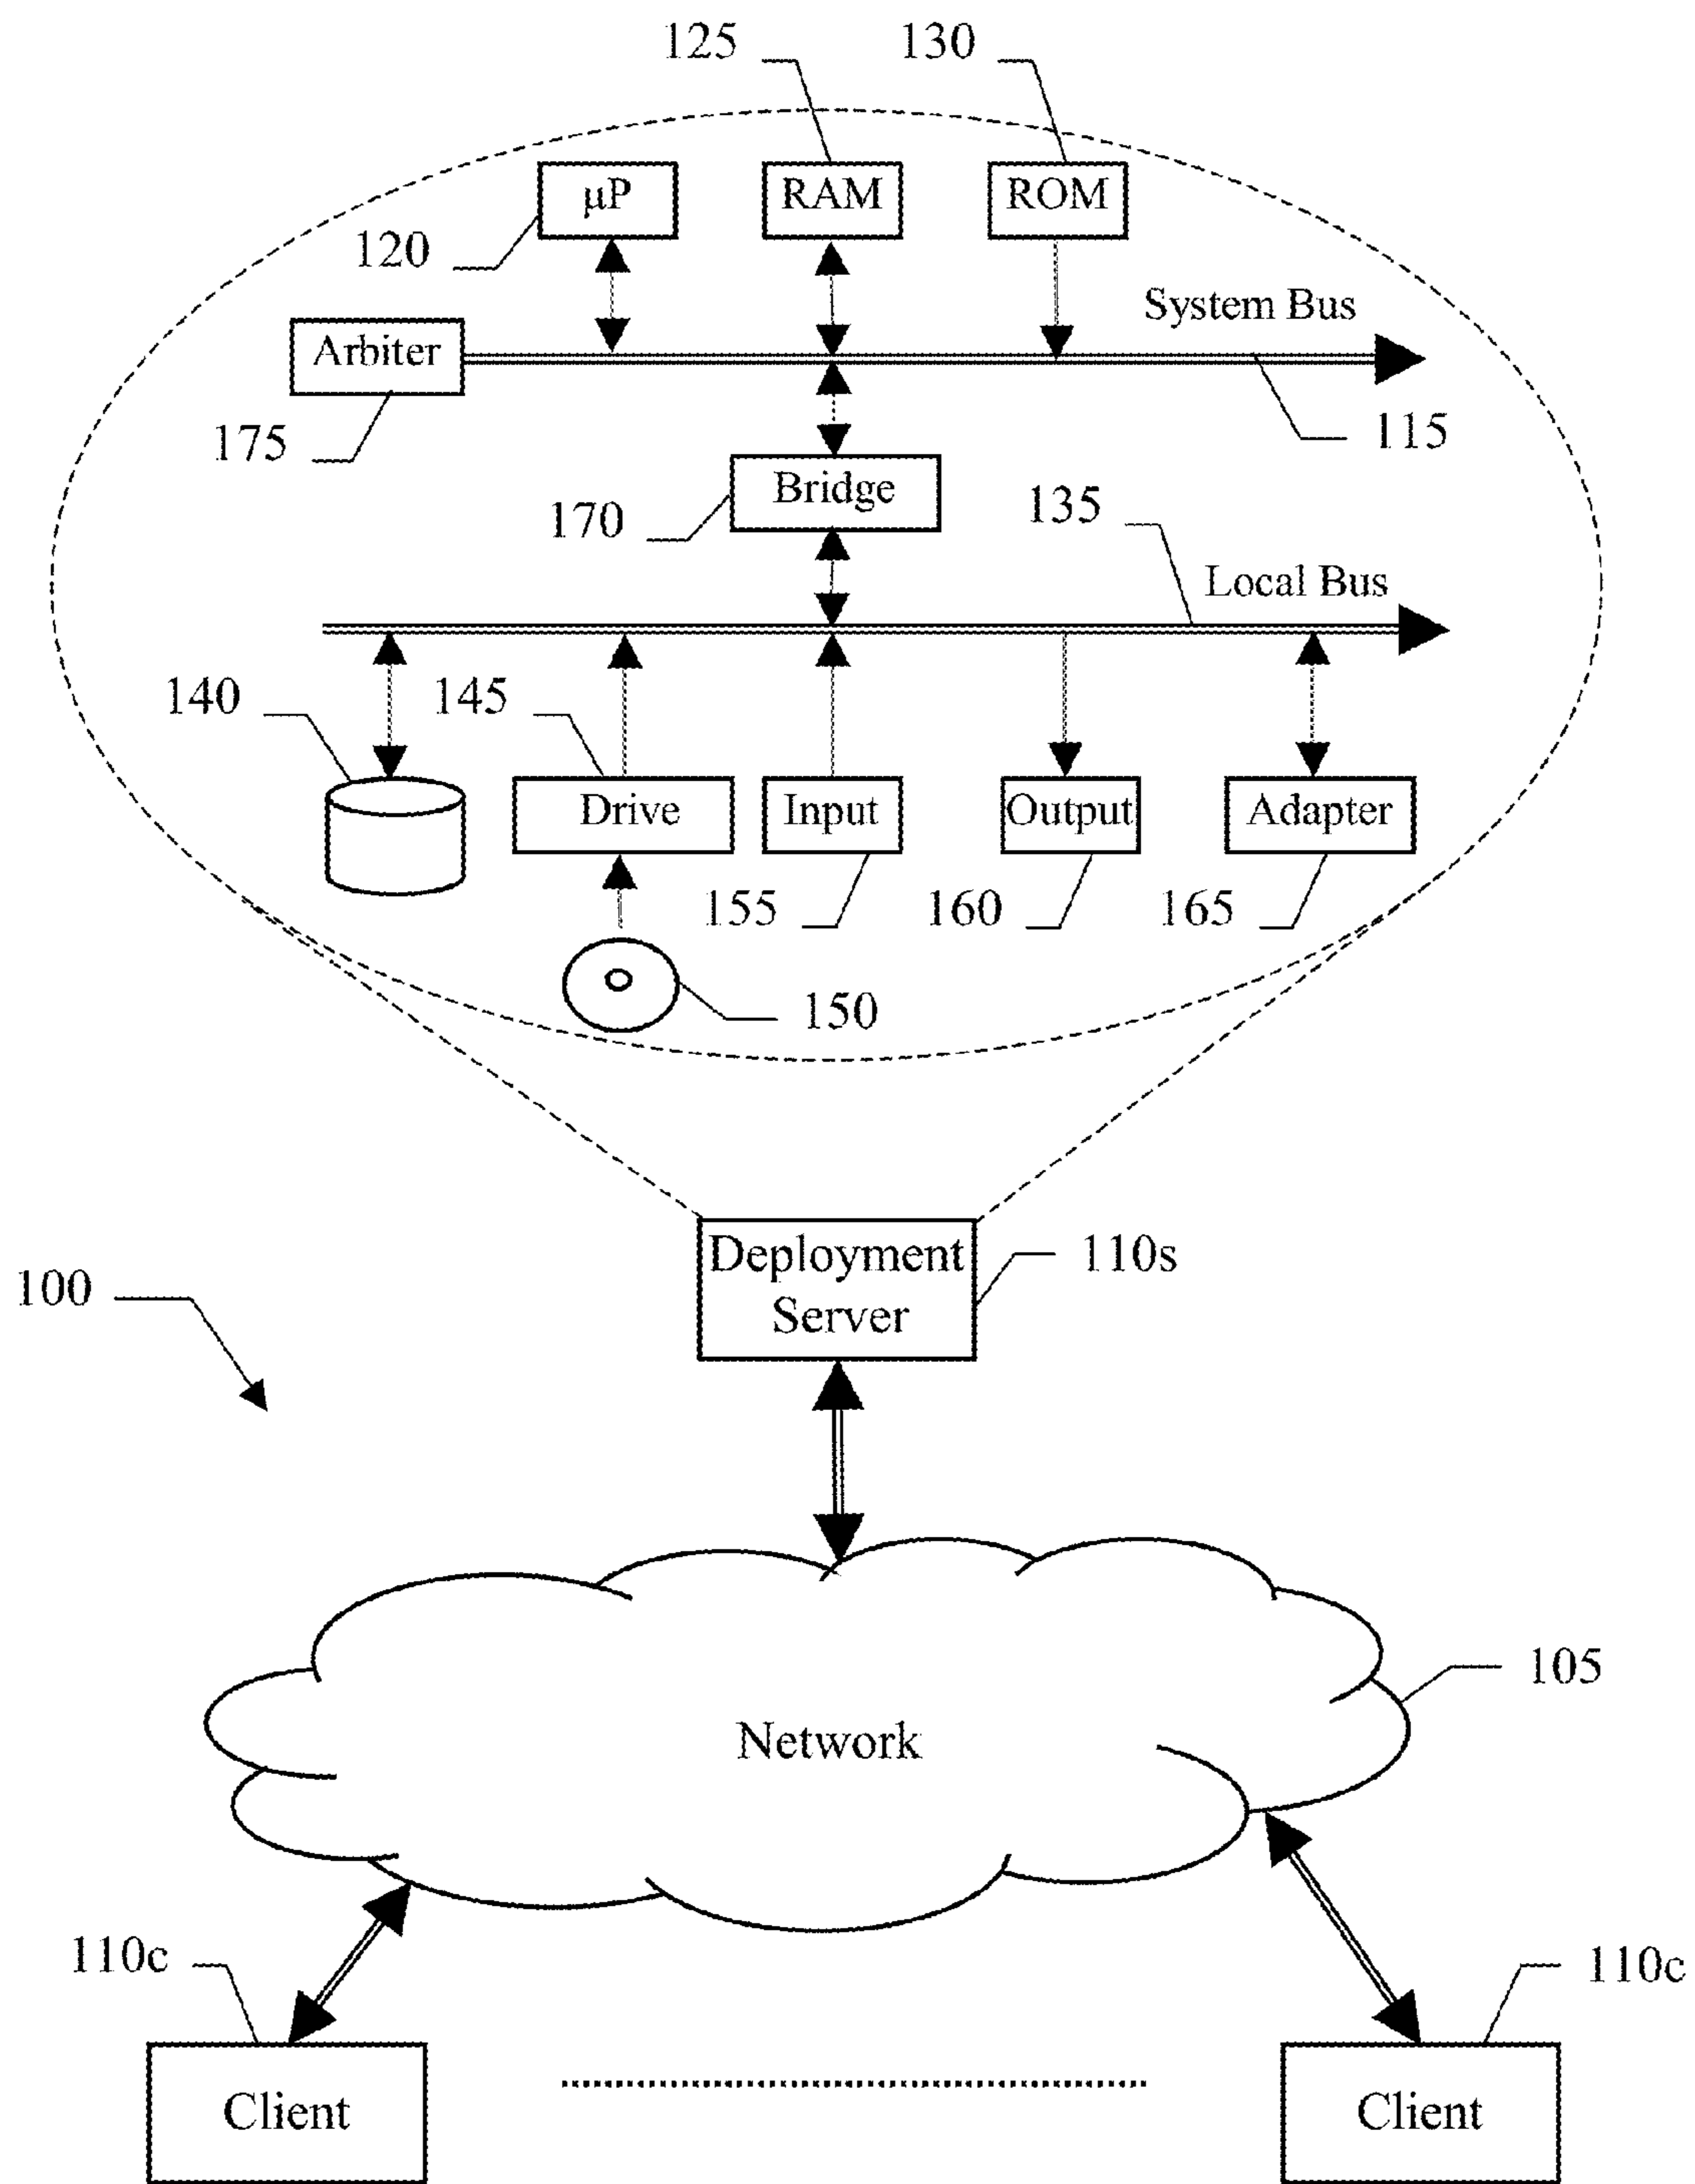 125
130
μP
RAM
ROM
120
System Bus
Arbiter
175
115
Bridge
170
135
Local Bus
140
145
Drive
Input
Output
Adapter
155
160
165
150
Deployment
Server
110s
100
105
Network
110c
110c
Client
Client